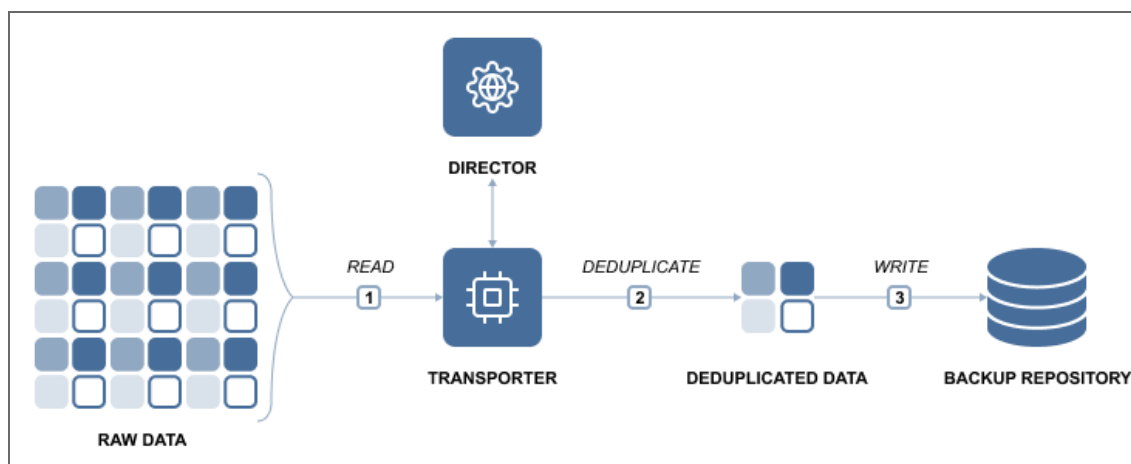 DIRECTOR
READ
1
DEDUPLICATE
2
WRITE
3
TRANSPORTER
DEDUPLICATED DATA
BACKUP REPOSITORY
RAW DATA